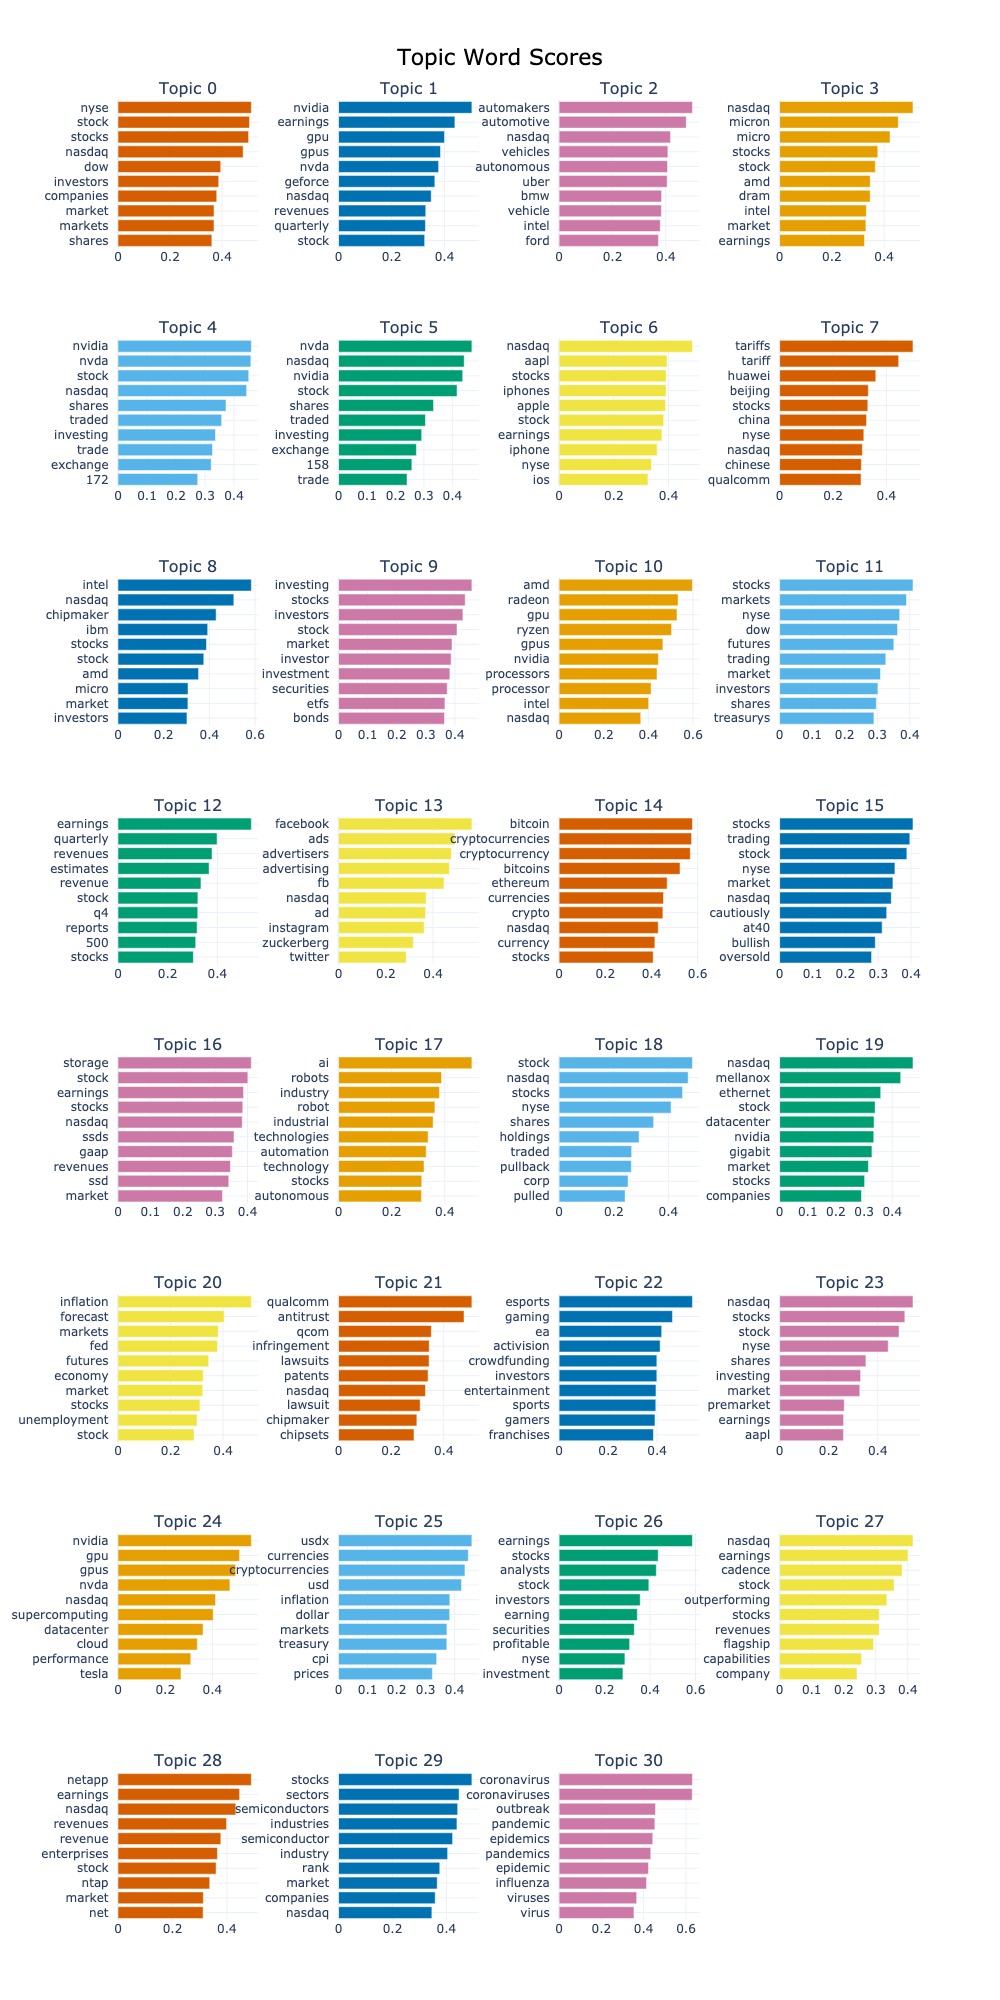 Topic Word Scores
Topic 0
nyse
stock
stocks
nasdaq
dow
investors
companies
market
markets
shares
0 0.2 0.4
Topic 1
nvidia
earnings
gpu
gpus
nvda
geforce
nasdaq
revenues
quarterly
stock
0 0.2 0.4
Topic 2
automakers
automotive
nasdaq
vehicles
autonomous
uber
bmw
vehicle
intel
ford
0 0.2 0.4
Topic 3
nasdaq
micron
micro
stocks
stock
amd
dram
intel
market
earnings
0 0.2 0.4
Topic 4
nvidia
nvda
stock
nasdaq
shares
traded
investing
trade
exchange
172
0 0.2 0.3 0.4
Topic 5
nvda
nasdaq
nvidia
stock
shares
traded
investing
exchange
158
trade
0 0.1 0.2 0.3 0.4
Topic 6
nasdaq
aapl
stocks
iphones
apple
stock
earnings
iphone
nyse
ios
0 0.2 0.4
Topic 7
tariffs
tariff
huawei
beijing
stocks
china
nyse
nasdaq
chinese
qualcomm
0 0.2 0.4
Topic 8
intel
nasdaq
chipmaker
ibm
stocks
stock
amd
micro
market
investors
0 0.2 0.4 0.6
Topic 9
investing
stocks
investors
stock
market
investor
investment
securities
etfs
bonds
0 0.1 0.2 0.3 0.4
Topic 10
amd
radeon
gpu
ryzen
gpus
nvidia
processors
processor
intel
nasdaq
0 0.2 0.4 0.6
Topic 11
stocks
markets
nyse
dow
futures
trading
market
investors
shares
treasurys
0 0.1 0.2 0.3 0.4
Topic 12
earnings
quarterly
revenues
estimates
revenue
stock
q4
reports
500
stocks
0 0.2 0.4
Topic 13
facebook
ads
advertisers
advertising
fb
nasdaq
ad
instagram
zuckerberg
twitter
0 0.2 0.4
Topic 14
bitcoin
cryptocurrencies
cryptocurrency
bitcoins
ethereum
currencies
crypto
nasdaq
currency
stocks
0 0.2 0.4 0.6
Topic 15
stocks
trading
stock
nyse
market
nasdaq
cautiously
at40
bullish
oversold
0 0.1 0.2 0.3 0.4
Topic 16
storage
stock
earnings
stocks
nasdaq
ssds
gaap
revenues
ssd
market
0 0.1 0.2 0.3 0.4
Topic 17
ai
robots
industry
robot
industrial
technologies
automation
technology
stocks
autonomous
0 0.2 0.4
Topic 18
stock
nasdaq
stocks
nyse
shares
holdings
traded
pullback
corp
pulled
0 0.2 0.4
Topic 19
nasdaq
mellanox
ethernet
stock
datacenter
nvidia
gigabit
market
stocks
companies
0 0.1 0.2 0.3 0.4
Topic 20
inflation
forecast
markets
fed
futures
economy
market
stocks
unemployment
stock
0 0.2 0.4
Topic 21
qualcomm
antitrust
qcom
infringement
lawsuits
patents
nasdaq
lawsuit
chipmaker
chipsets
0 0.2 0.4
Topic 22
esports
gaming
ea
activision
crowdfunding
investors
entertainment
sports
gamers
franchises
0 0.2 0.4
Topic 23
nasdaq
stocks
stock
nyse
shares
investing
market
premarket
earnings
aapl
0 0.2 0.4
Topic 24
nvidia
gpu
gpus
nvda
nasdaq
supercomputing
datacenter
cloud
performance
tesla
0 0.2 0.4
Topic 25
usdx
currencies
cryptocurrencies
usd
inflation
dollar
markets
treasury
cpi
prices
0 0.1 0.2 0.3 0.4
Topic 26
earnings
stocks
analysts
stock
investors
earning
securities
profitable
nyse
investment
0 0.2 0.4 0.6
Topic 27
nasdaq
earnings
cadence
stock
outperforming
stocks
revenues
flagship
capabilities
company
0 0.1 0.2 0.3 0.4
Topic 28
netapp
earnings
nasdaq
revenues
revenue
enterprises
stock
ntap
market
net
0 0.2 0.4
Topic 29
stocks
sectors
semiconductors
industries
semiconductor
industry
rank
market
companies
nasdaq
0 0.2 0.4
Topic 30
coronavirus
coronaviruses
outbreak
pandemic
epidemics
pandemics
epidemic
influenza
viruses
virus
0 0.2 0.4 0.6